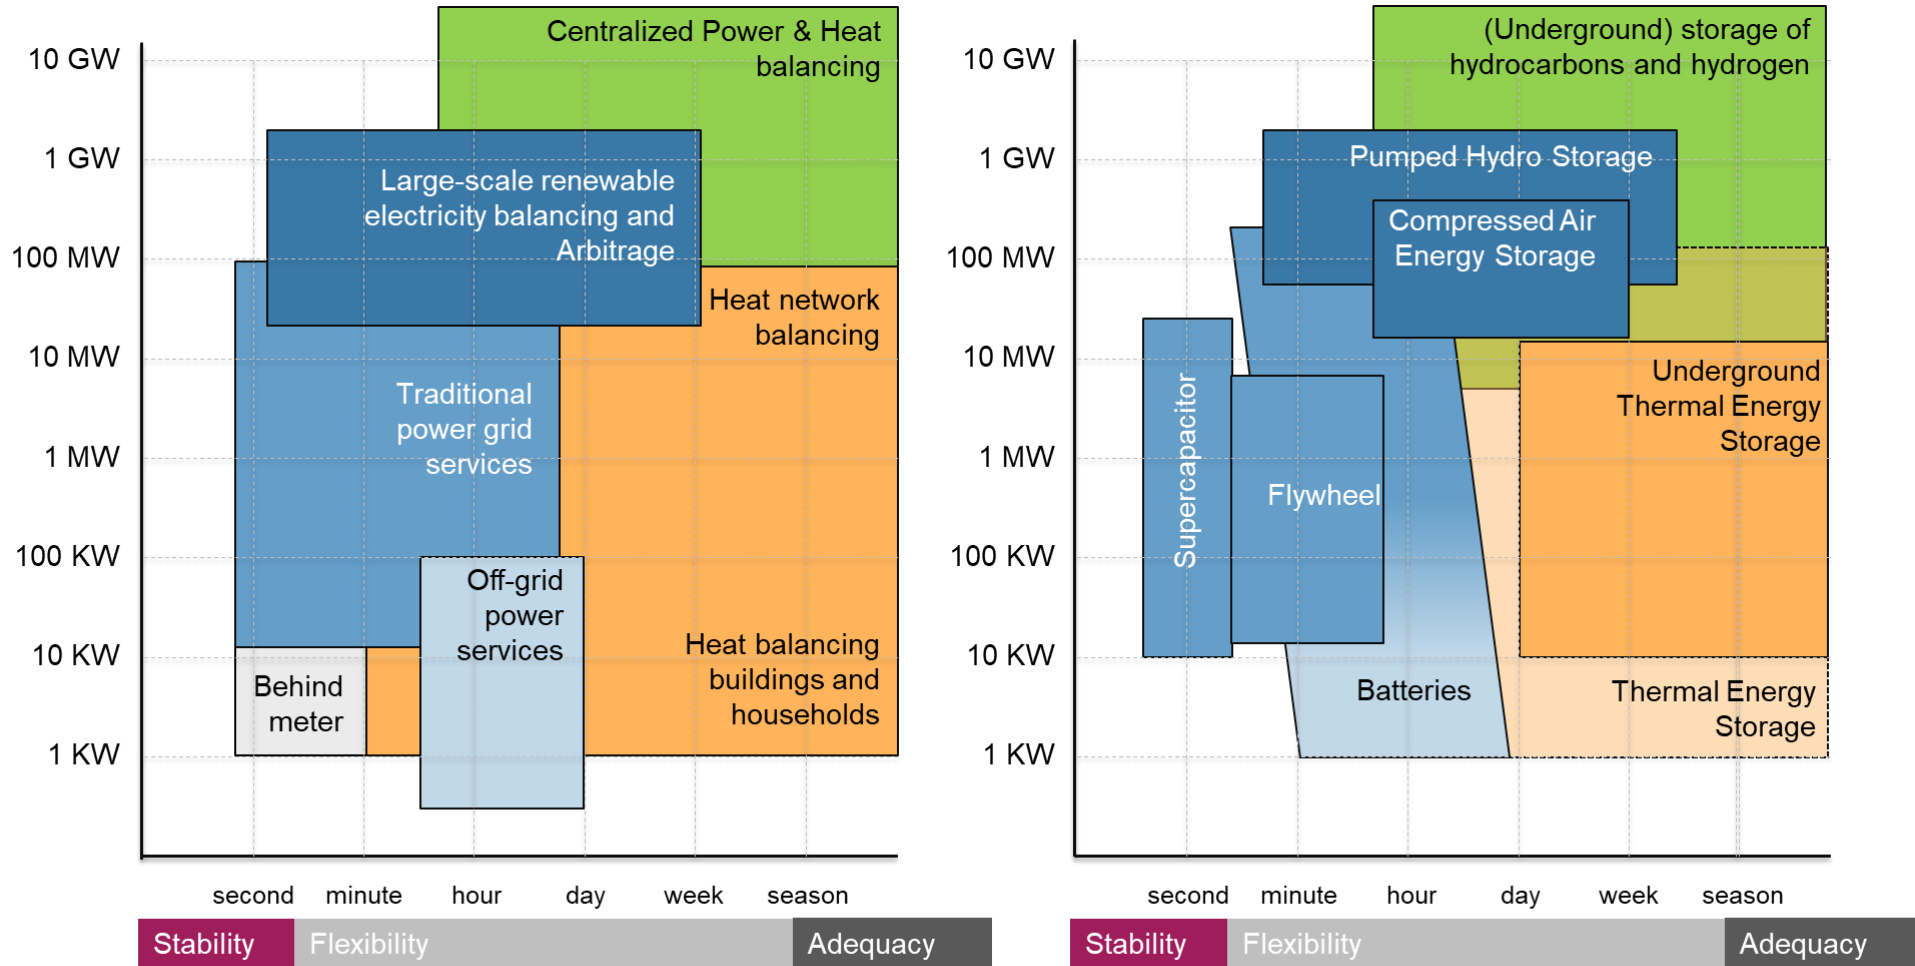 Centralized Power & Heat
balancing
10 GW
1 GW
100 MW
10 MW
1 MW
100 KW
10 KW
1 KW
Large-scale renewable
electricity balancing and
Arbitrage
Heat network
balancing
Traditional
power grid
services
Off-grid
power
services
Heat balancing
buildings and
households
Behind
meter
second
minute
hour
day
week
season
Stability
Flexibility
Adequacy
(Underground) storage of
hydrocarbons and hydrogen
10 GW
1 GW
100 MW
10 MW
1 MW
100 KW
10 KW
1 KW
Pumped Hydro Storage
Compressed Air
Energy Storage
Underground
Thermal Energy
Storage
Supercapacitor
Flywheel
Batteries
Thermal Energy
Storage
second
minute
hour
day
week
season
Stability
Flexibility
Adequacy